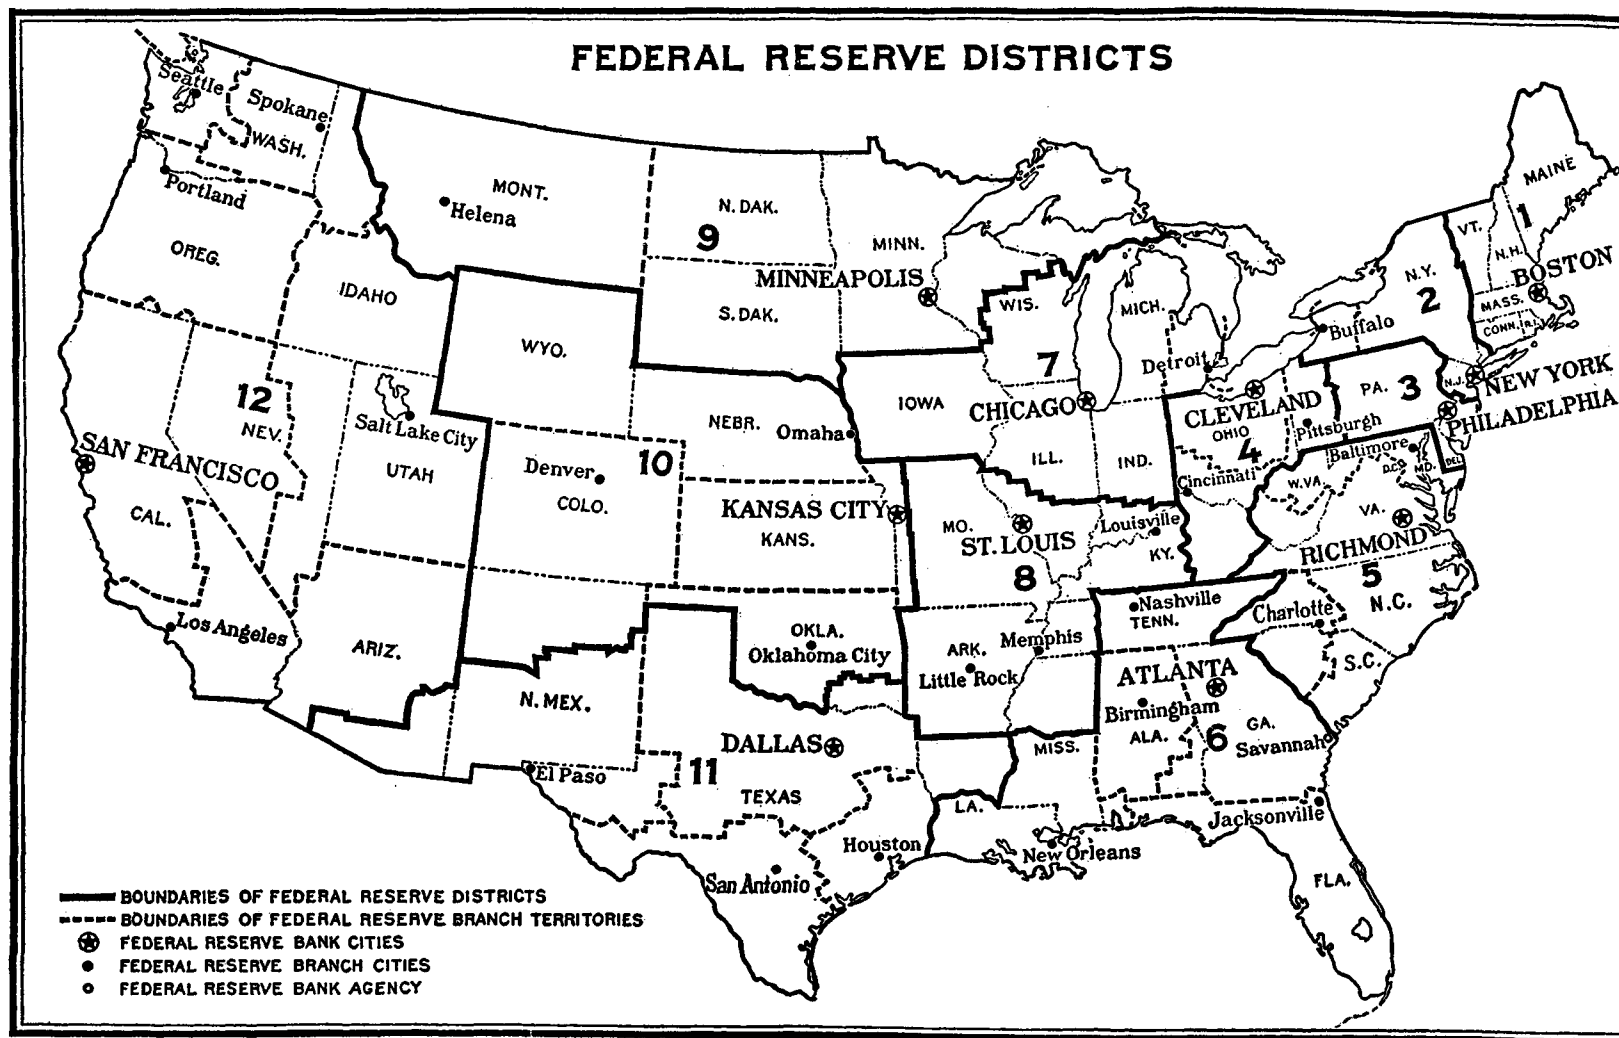 FEDERAL RESERVE DISTRICTS
Seattle
Spokane
WASH.
Portland
OREG.
MONT.
Helena
IDAHO
N. DAK.
9
S. DAK.
MINN.
MINNEAPOLIS
WYO.
WIS.
MICH.
7
Detroit
IOWA
CHICAGO
ILL.
IND.
MAINE
1
VT.
N.H.
BOSTON
MASS.
CONN.
R.I.
N.Y.
2
Buffalo
NEW YORK
N.J.
PA.
3
PHILADELPHIA
CLEVELAND
OHIO
4
Pittsburgh
Cincinnati
Baltimore
D.C.
MD.
DEL.
W. VA.
VA.
RICHMOND
5
N.C.
Charlotte
S.C.
12
NEV.
SAN FRANCISCO
CAL.
Salt Lake City
UTAH
Los Angeles
ARIZ.
NEBR.
Omaha
10
Denver
COLO.
KANSAS CITY
KANS.
OKLA.
Oklahoma City
MO.
ST. LOUIS
8
Louisville
KY.
ARK.
Memphis
Little Rock
Nashville
TENN.
ATLANTA
Birmingham
ALA.
6
GA.
Savannah
MISS.
LA.
New Orleans
Jacksonville
FLA.
N. MEX.
El Paso
DALLAS
11
TEXAS
Houston
San Antonio
BOUNDARIES OF FEDERAL RESERVE DISTRICTS
BOUNDARIES OF FEDERAL RESERVE BRANCH TERRITORIES
FEDERAL RESERVE BANK CITIES
FEDERAL RESERVE BRANCH CITIES
FEDERAL RESERVE BANK AGENCY